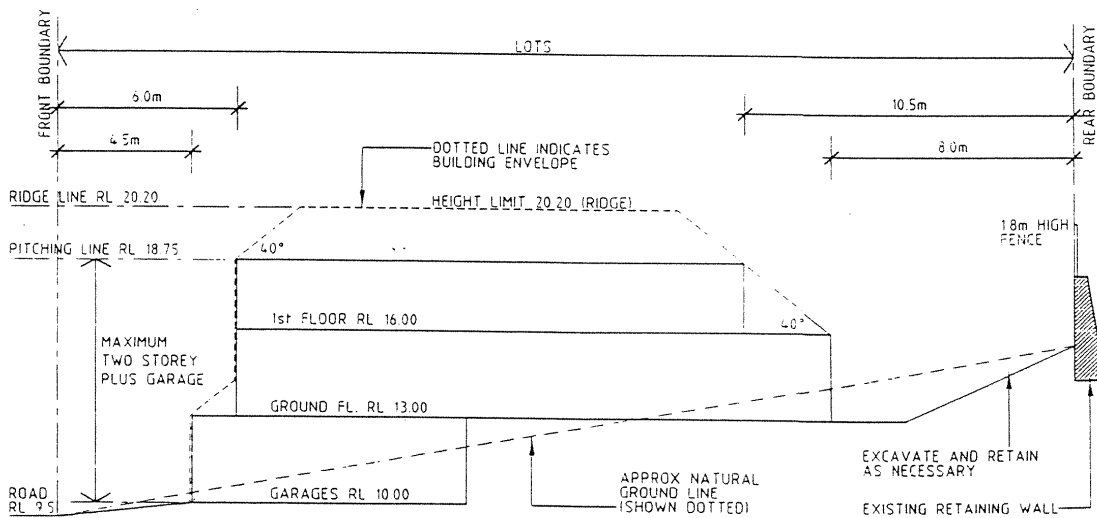 FRONT BOUNDARY
LOTS
REAR BOUNDARY
6.0m
10.5m
4.5m
8.0m
DOTTED LINE INDICATES
BUILDING ENVELOPE
RIDGE LINE RL 20.20
HEIGHT LIMIT 20.20 (RIDGE)
1.8m HIGH
FENCE
PITCHING LINE RL 18.75
40°
1st FLOOR RL 16.00
40°
MAXIMUM
TWO STOREY
PLUS GARAGE
GROUND FL. RL 13.00
EXCAVATE AND RETAIN
AS NECESSARY
APPROX NATURAL
GROUND LINE
(SHOWN DOTTED)
ROAD
RL 9.5
GARAGES RL 10.00
EXISTING RETAINING WALL